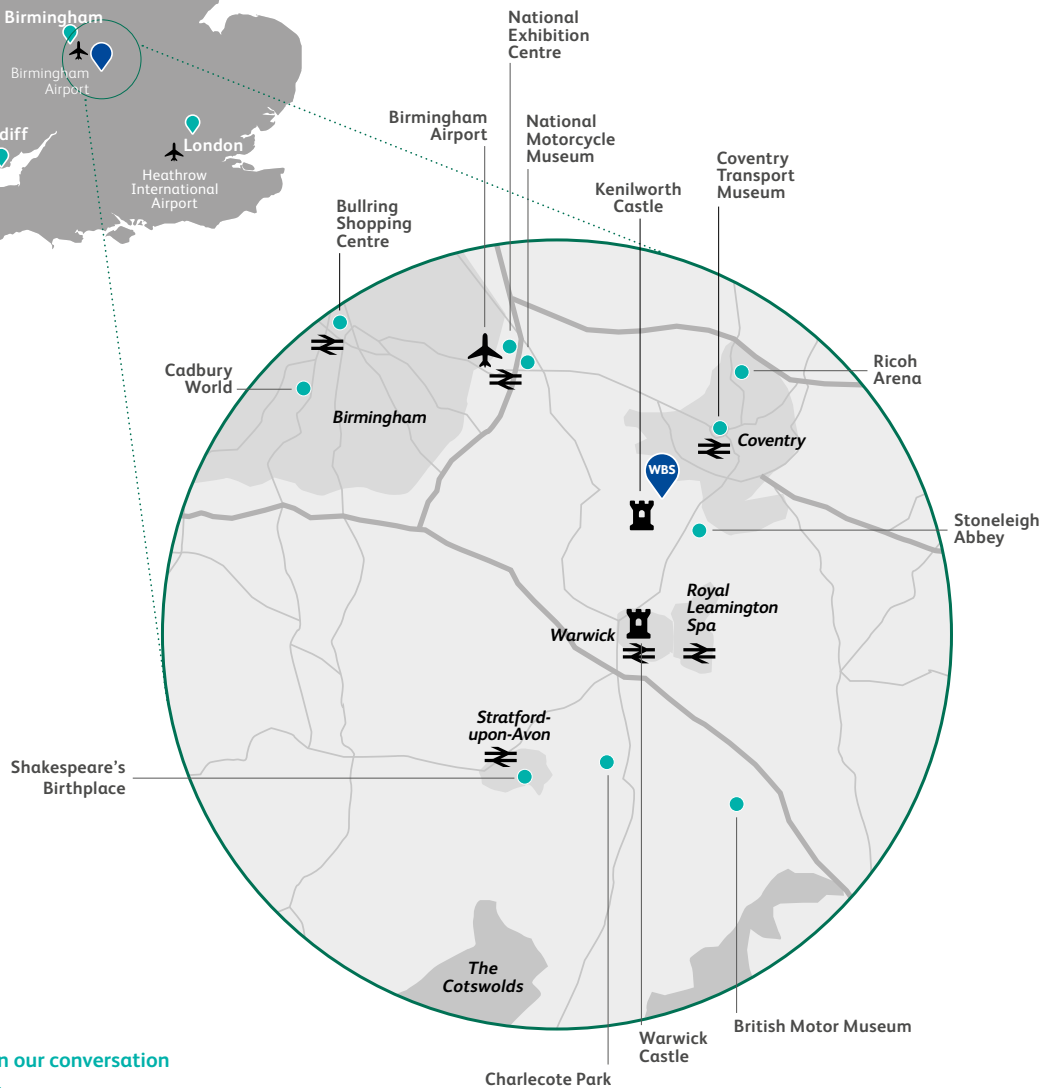 Birmingham
Birmingham
Airport
diff
London
Heathrow
International
Airport
National
Exhibition
Centre
Birmingham
Airport
National
Motorcycle
Museum
Kenilworth
Castle
Coventry
Transport
Museum
Bullring
Shopping
Centre
Cadbury
World
Birmingham
Ricoh
Arena
Coventry
WBS
Stoneleigh
Abbey
Royal
Leamington
Spa
Warwick
Stratford-
upon-Avon
Shakespeare’s
Birthplace
The
Cotswolds
British Motor Museum
Warwick
Castle
Charlecote Park
n our conversation